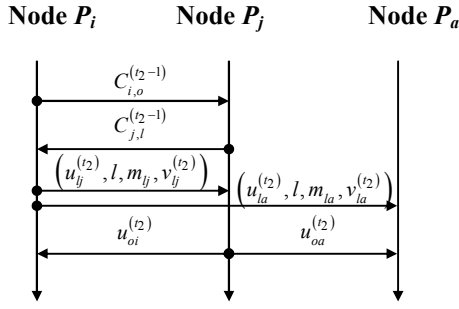 Node P_i Node P_j Node P_a
C_{i,o}^{(t_2-1)}
C_{j,l}^{(t_2-1)}
(u_{lj}^{(t_2)}, l, m_{lj}, v_{lj}^{(t_2)})
(u_{la}^{(t_2)}, l, m_{la}, v_{la}^{(t_2)})
u_{oi}^{(t_2)} u_{oa}^{(t_2)}